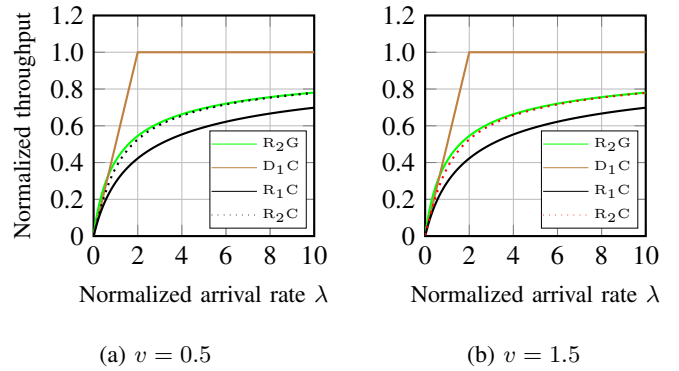 Normalized throughput
1.2
1.0
0.8
0.6
0.4
0.2
0
0 2 4 6 8 10
R₂G
D₁C
R₁C
R₂C
Normalized arrival rate λ
(a) v = 0.5
1.2
1.0
0.8
0.6
0.4
0.2
0
0 2 4 6 8 10
R₂G
D₁C
R₁C
R₂C
Normalized arrival rate λ
(b) v = 1.5